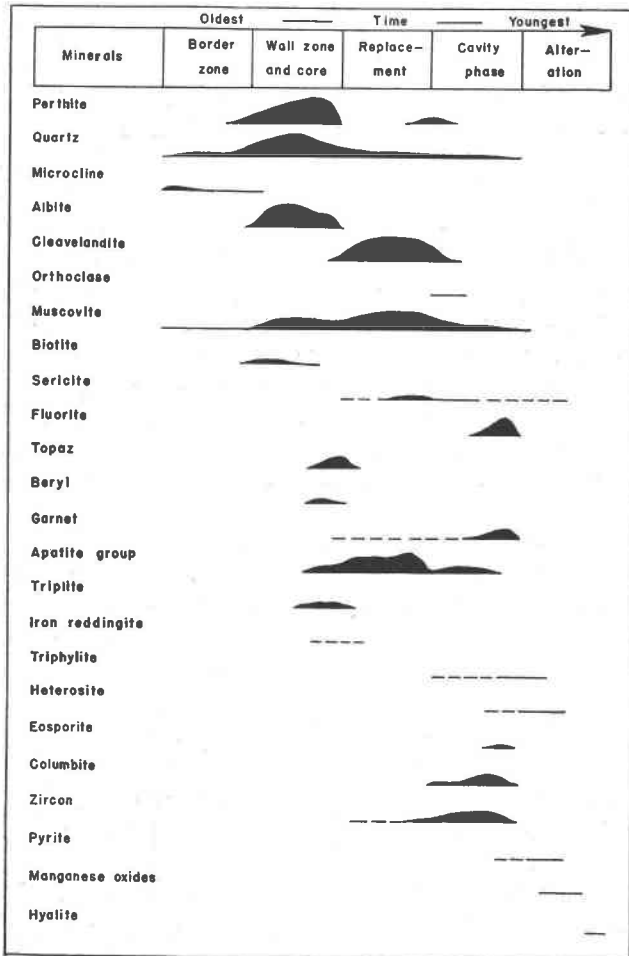 Oldest Time Youngest
Minerals
Border zone
Wall zone and core
Replace- ment
Cavity phase
Alter- ation
Perthite
Quartz
Microcline
Albite
Cleavelandite
Orthoclase
Muscovite
Biotite
Sericite
Fluorite
Topaz
Beryl
Garnet
Apatite group
Triplite
Iron reddingite
Triphylite
Heterosite
Eosporite
Columbite
Zircon
Pyrite
Manganese oxides
Hyalite